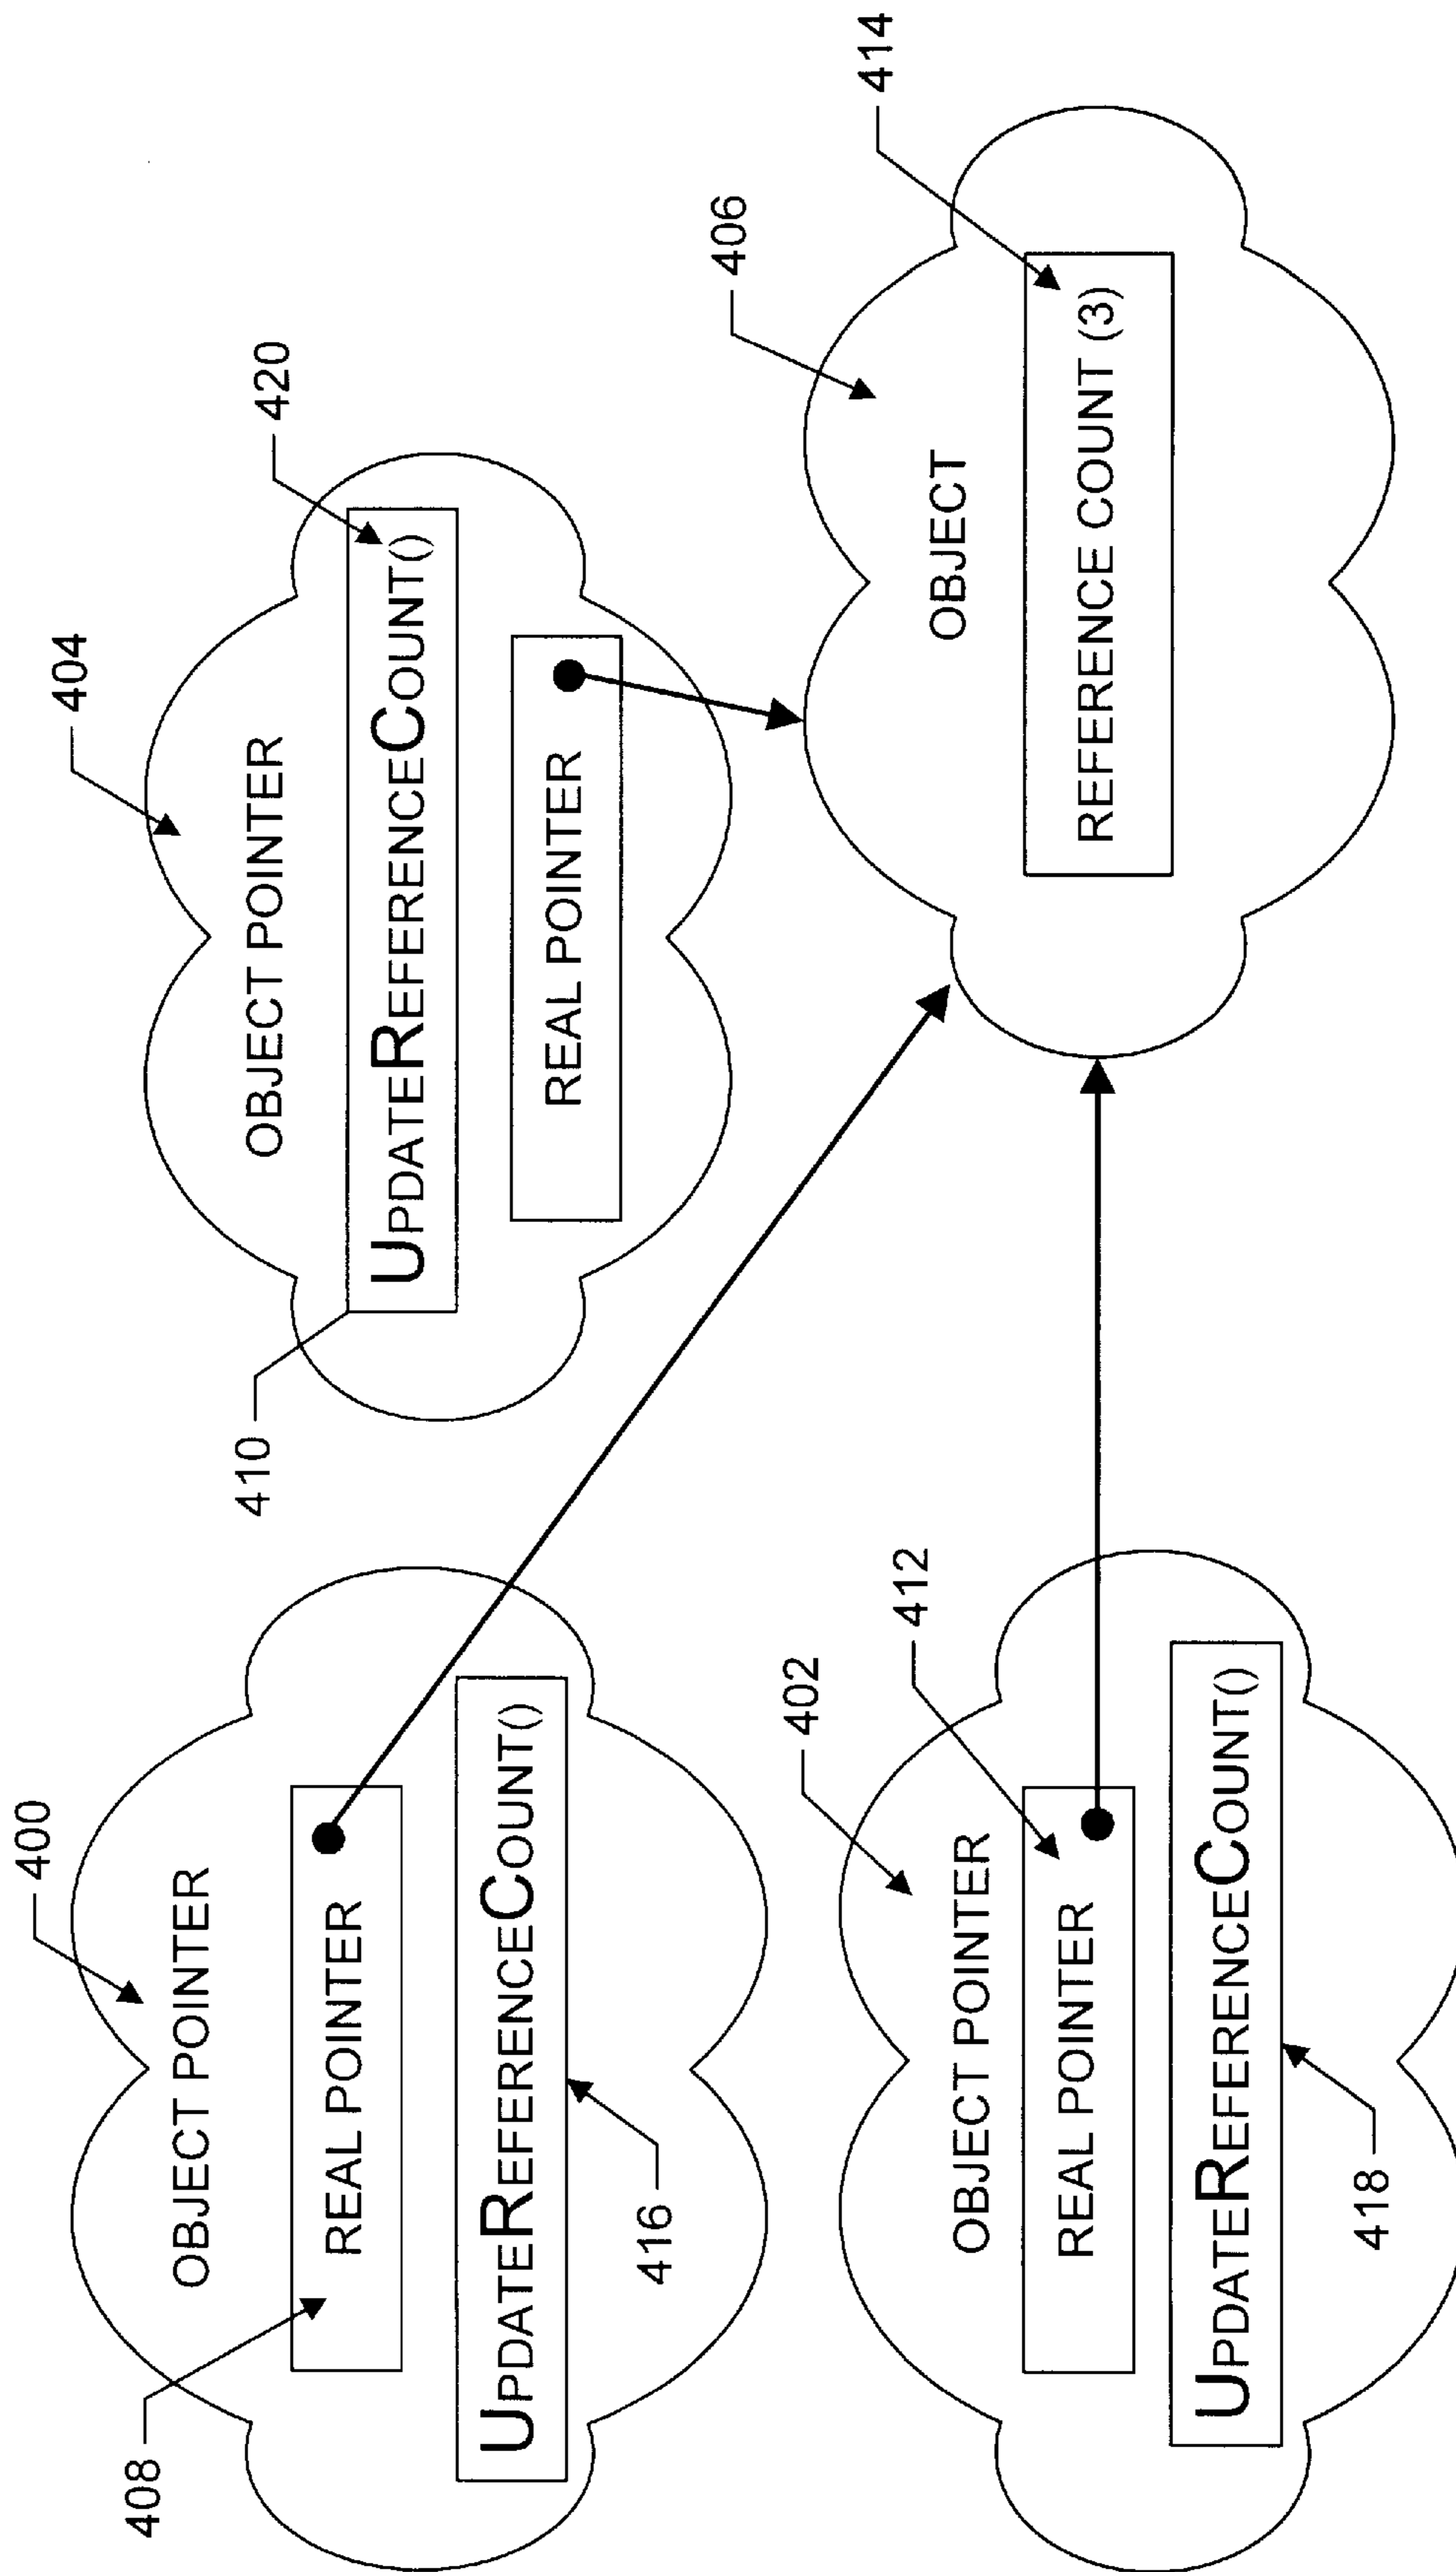 400
OBJECT POINTER
REAL POINTER
408
UPDATEREFERENCECOUNT()
416
404
OBJECT POINTER
420
UPDATEREFERENCECOUNT()
410
REAL POINTER
402
OBJECT POINTER
412
REAL POINTER
UPDATEREFERENCECOUNT()
418
406
OBJECT
414
REFERENCE COUNT (3)